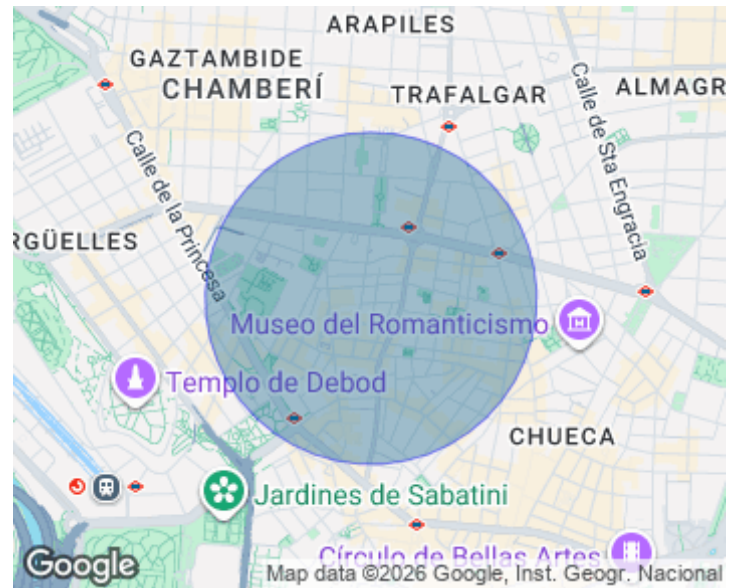 ARAPILES
GAZTAMBIDE
CHAMBERÍ
TRAFALGAR
ALMAGR
Calle de Sta Engracia
Calle de la Princesa
RGÜELLES
Museo del Romanticismo
Templo de Debod
CHUECA
Jardines de Sabatini
Círculo de Bellas Artes
Google
Map data ©2026 Google, Inst. Geogr. Nacional